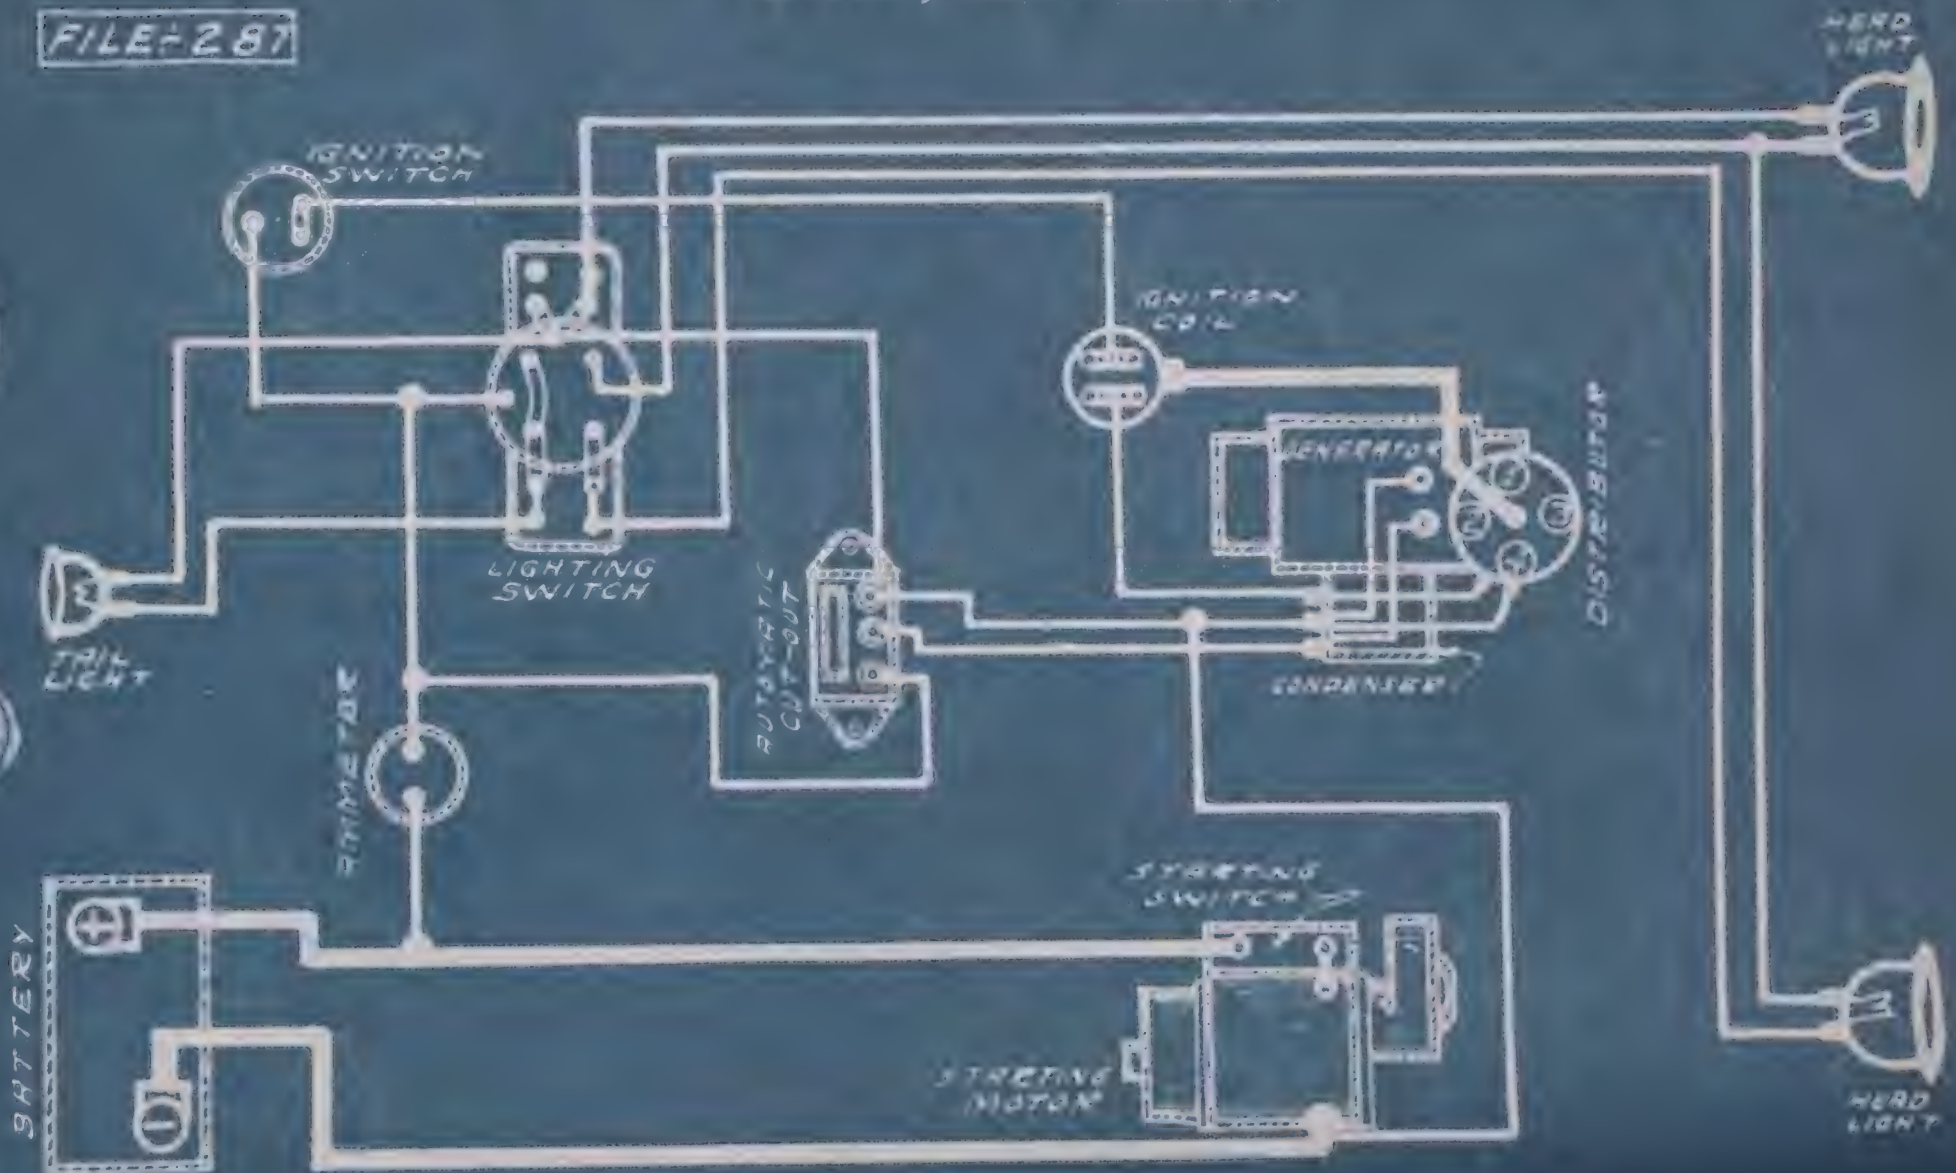 FILE-287
HEAD
LIGHT
IGNITION
SWITCH
IGNITION
COIL
GENERATOR
DISTRIBUTOR
LIGHTING
SWITCH
AUTOMATIC
CUT-OUT
TAIL
LIGHT
CONDENSER
AMMETER
BATTERY
STARTING
SWITCH
STARTING
MOTOR
HEAD
LIGHT